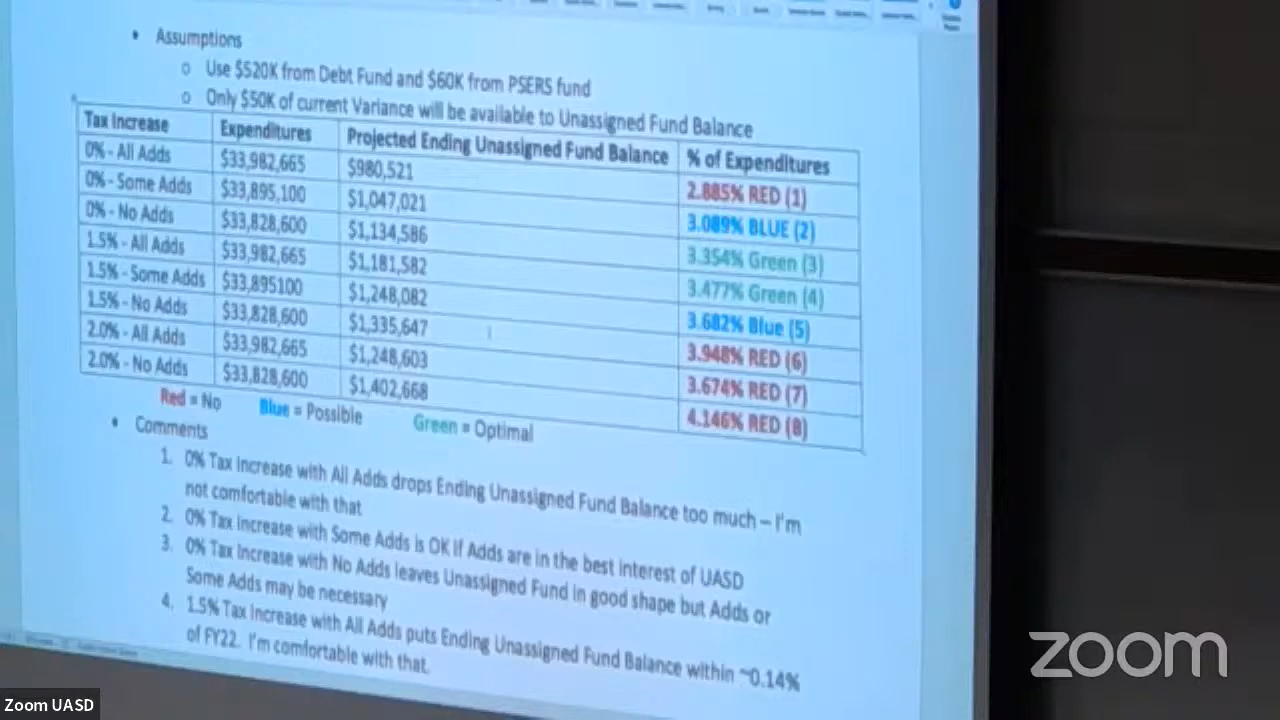 • Assumptions
o Use $520K from Debt Fund and $60K from PSERS fund
o Only $50K of current Variance will be available to Unassigned Fund Balance
Tax Increase Expenditures Projected Ending Unassigned Fund Balance % of Expenditures
0% - All Adds $33,982,665 $980,521 2.885% RED (1)
0% - Some Adds $33,895,100 $1,047,021 3.089% BLUE (2)
0% - No Adds $33,828,600 $1,134,586 3.354% Green (3)
1.5% - All Adds $33,982,665 $1,181,582 3.477% Green (4)
1.5% - Some Adds $33,895100 $1,248,082 3.682% Blue (5)
1.5% - No Adds $33,828,600 $1,335,647 3.948% RED (6)
2.0% - All Adds $33,982,665 $1,248,603 3.674% RED (7)
2.0% - No Adds $33,828,600 $1,402,668 4.146% RED (8)
Red = No Blue = Possible Green = Optimal
• Comments
1. 0% Tax Increase with All Adds drops Ending Unassigned Fund Balance too much – I'm
not comfortable with that
2. 0% Tax Increase with Some Adds is OK if Adds are in the best interest of UASD
3. 0% Tax Increase with No Adds leaves Unassigned Fund in good shape but Adds or
Some Adds may be necessary
4. 1.5% Tax Increase with All Adds puts Ending Unassigned Fund Balance within ~0.14%
of FY22. I'm comfortable with that.
zoom
Zoom UASD